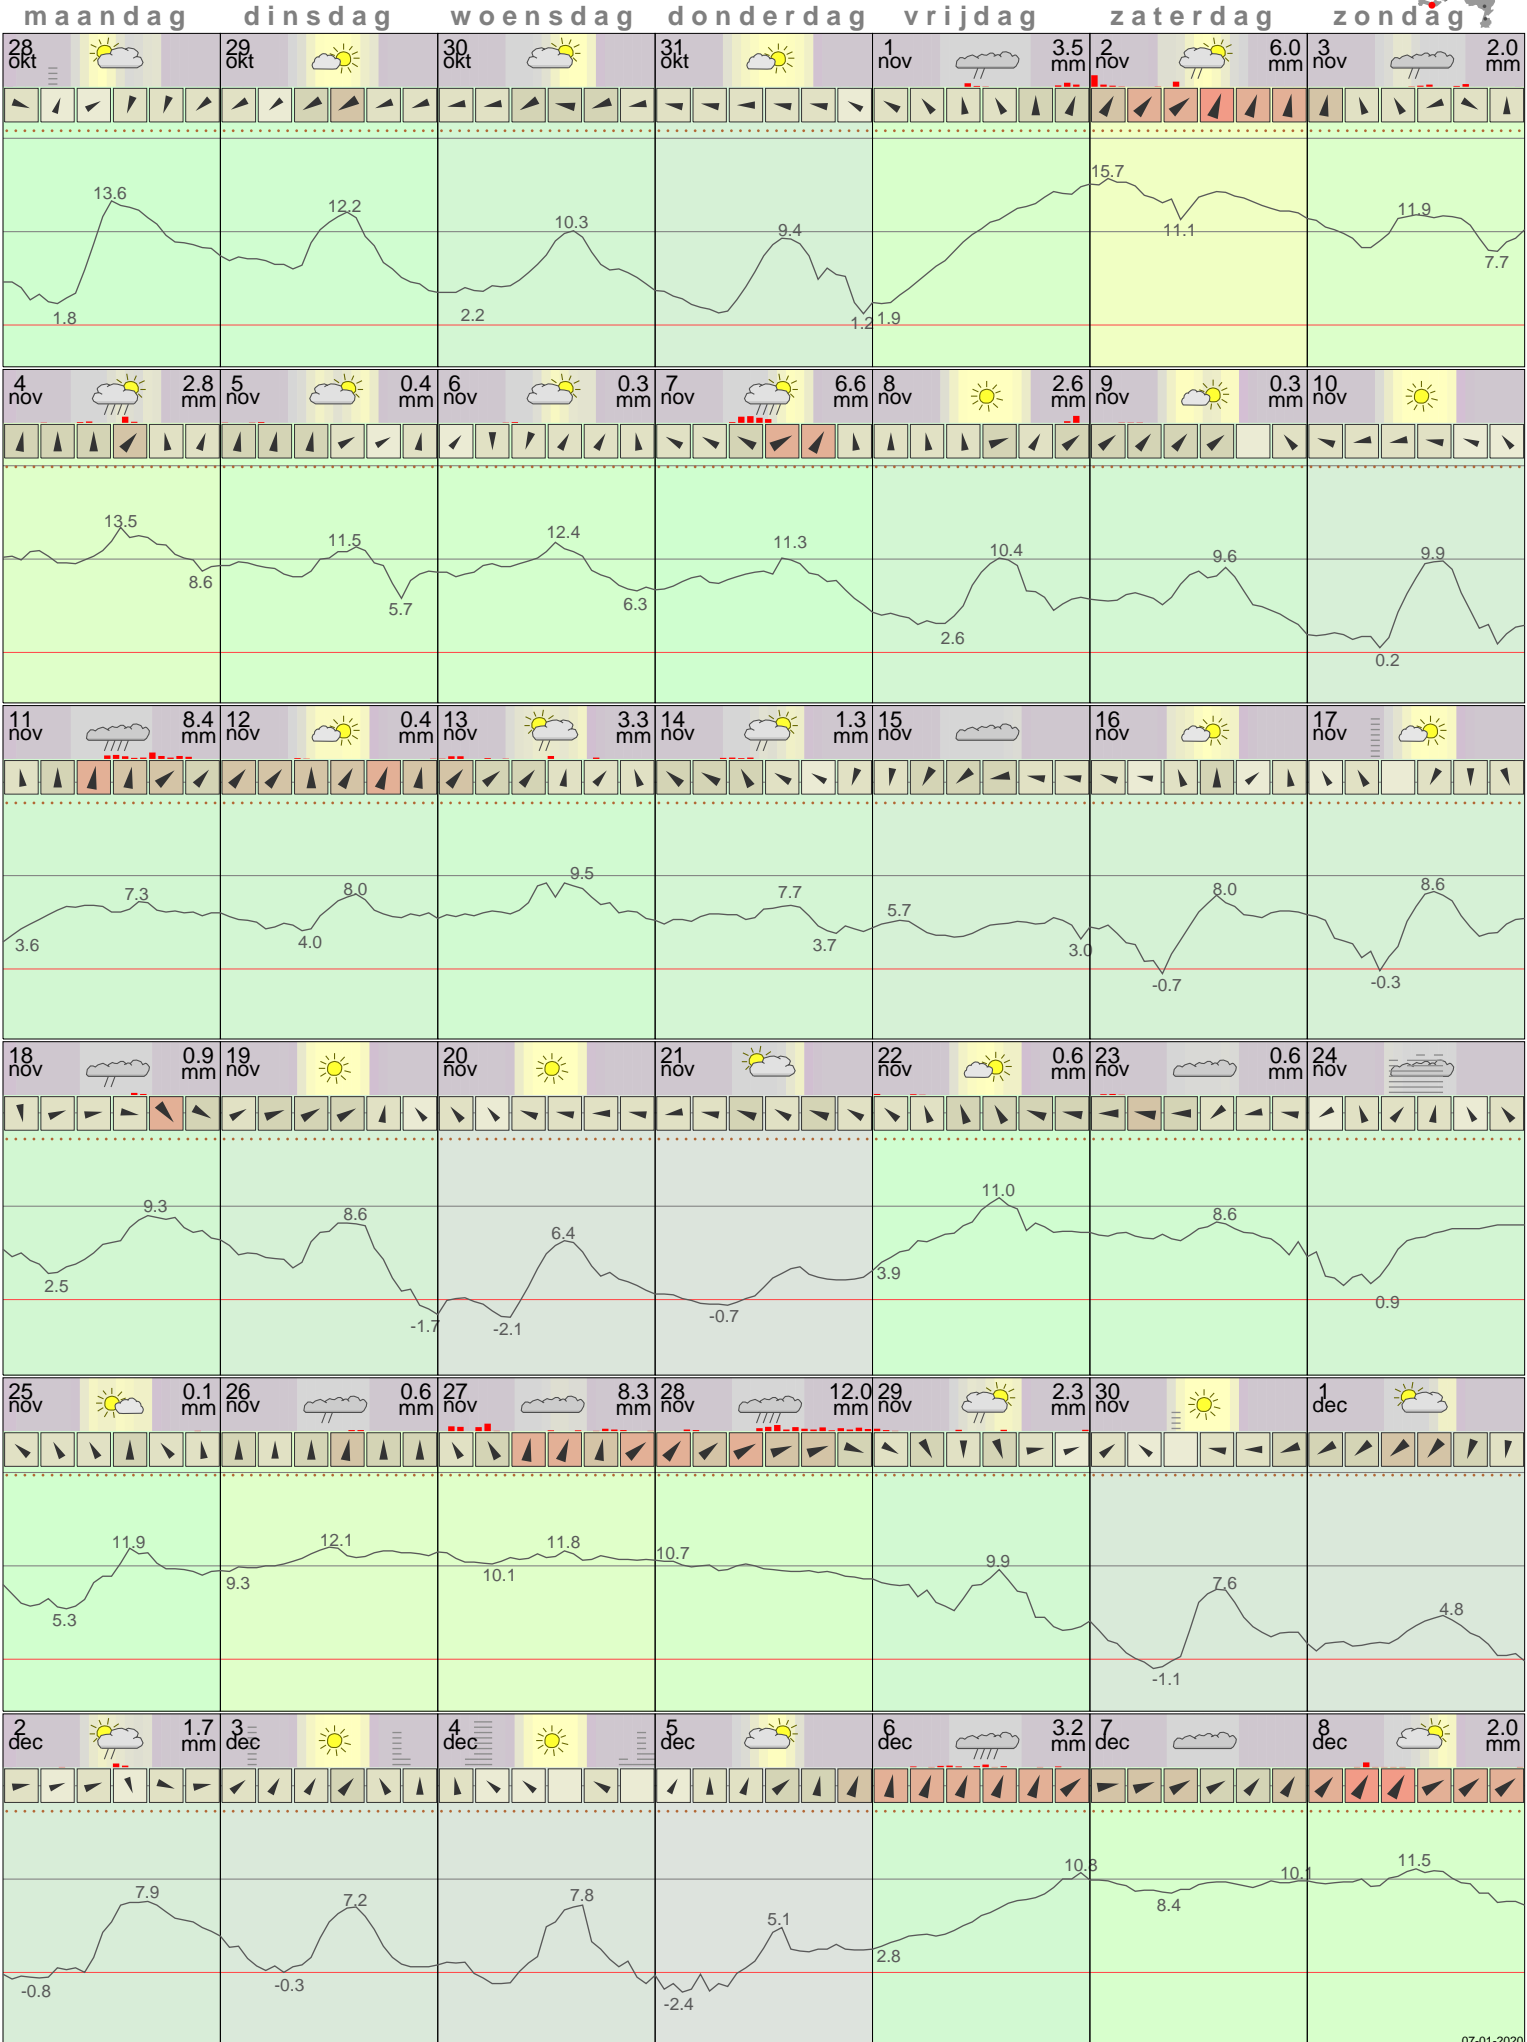 maandag dinsdag woensdag donderdag vrijdag zaterdag zondag
28 okt 29 okt 30 okt 31 okt 1 nov 3.5 mm 2 nov 6.0 mm 3 nov 2.0 mm
13.6 1.8 12.2 2.2 10.3 9.4 1.2 1.9 15.7 11.1 11.9 7.7
4 nov 2.8 mm 5 nov 0.4 mm 6 nov 0.3 mm 7 nov 6.6 mm 8 nov 2.6 mm 9 nov 0.3 mm 10 nov
13.5 8.6 11.5 5.7 12.4 6.3 11.3 2.6 10.4 9.6 0.2 9.9
11 nov 8.4 mm 12 nov 0.4 mm 13 nov 3.3 mm 14 nov 1.3 mm 15 nov 16 nov 17 nov
3.6 7.3 4.0 8.0 9.5 7.7 3.7 5.7 3.0 -0.7 8.0 -0.3 8.6
18 nov 0.9 mm 19 nov 20 nov 21 nov 22 nov 0.6 mm 23 nov 0.6 mm 24 nov
2.5 9.3 8.6 -1.7 -2.1 6.4 -0.7 3.9 11.0 8.6 0.9
25 nov 0.1 mm 26 nov 0.6 mm 27 nov 8.3 mm 28 nov 12.0 mm 29 nov 2.3 mm 30 nov 1 dec
5.3 11.9 9.3 12.1 10.1 11.8 10.7 9.9 -1.1 7.6 4.8
2 dec 1.7 mm 3 dec 4 dec 5 dec 6 dec 3.2 mm 7 dec 8 dec 2.0 mm
-0.8 7.9 -0.3 7.2 7.8 -2.4 5.1 2.8 10.8 8.4 10.1 11.5
07-01-2020